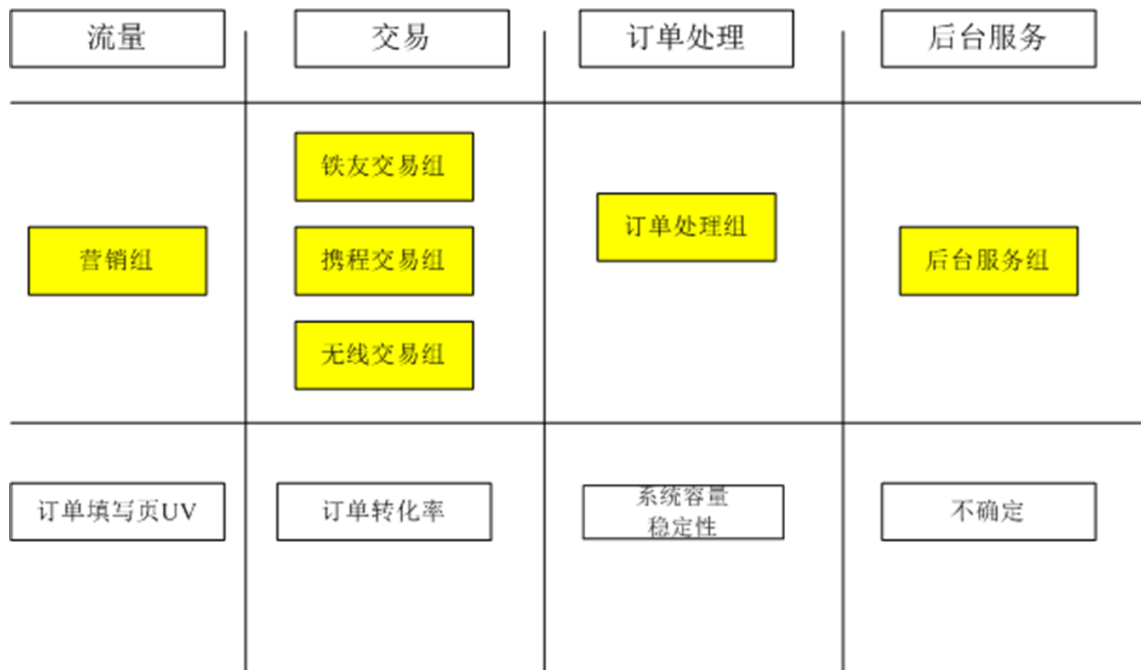 流量
交易
订单处理
后台服务
铁友交易组
营销组
携程交易组
无线交易组
订单处理组
后台服务组
订单填写页UV
订单转化率
系统容量
稳定性
不确定